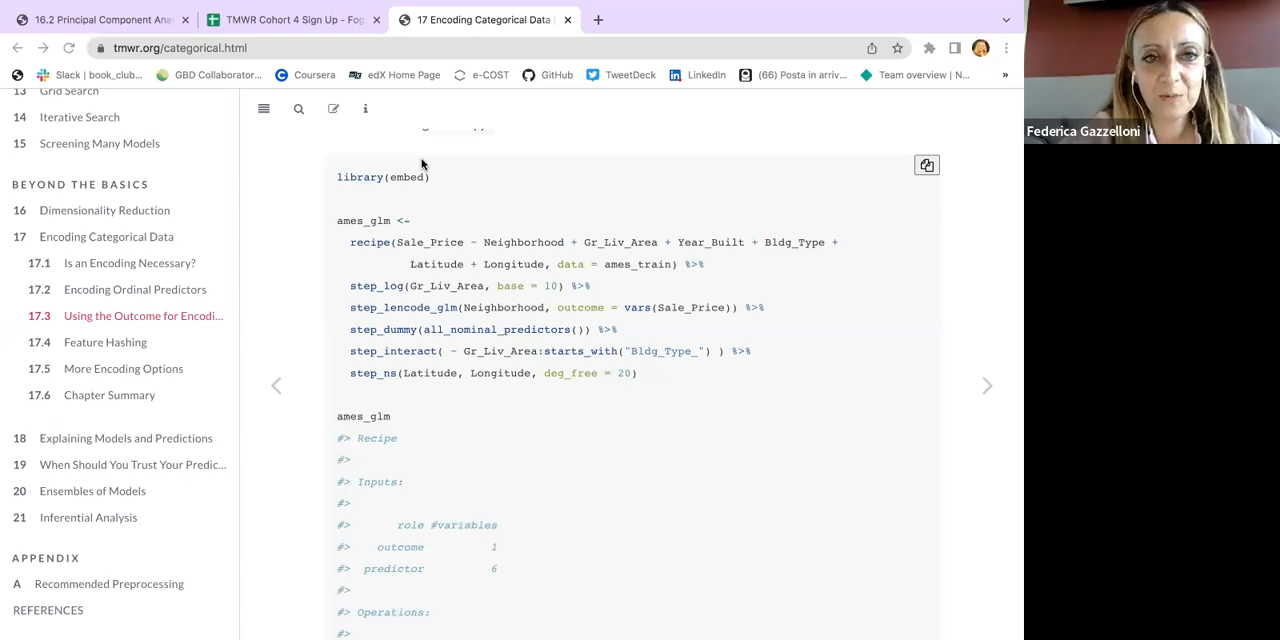 16.2 Principal Component Ana
TMWR Cohort 4 Sign Up - Fog
17 Encoding Categorical Data
tmwr.org/categorical.html
Slack | book_club...
GBD Collaborator...
Coursera
edX Home Page
e-COST
GitHub
TweetDeck
LinkedIn
(66) Posta in arriv...
Team overview | N...
»
13 Grid Search
14 Iterative Search
15 Screening Many Models
BEYOND THE BASICS
16 Dimensionality Reduction
17 Encoding Categorical Data
17.1 Is an Encoding Necessary?
17.2 Encoding Ordinal Predictors
17.3 Using the Outcome for Encodi...
17.4 Feature Hashing
17.5 More Encoding Options
17.6 Chapter Summary
18 Explaining Models and Predictions
19 When Should You Trust Your Predic...
20 Ensembles of Models
21 Inferential Analysis
APPENDIX
A Recommended Preprocessing
REFERENCES
library(embed)
ames_glm <-
recipe(Sale_Price ~ Neighborhood + Gr_Liv_Area + Year_Built + Bldg_Type +
Latitude + Longitude, data = ames_train) %>%
step_log(Gr_Liv_Area, base = 10) %>%
step_lencode_glm(Neighborhood, outcome = vars(Sale_Price)) %>%
step_dummy(all_nominal_predictors()) %>%
step_interact( ~ Gr_Liv_Area:starts_with("Bldg_Type_") ) %>%
step_ns(Latitude, Longitude, deg_free = 20)
ames_glm
#> Recipe
#>
#> Inputs:
#>
#> role #variables
#> outcome 1
#> predictor 6
#>
#> Operations:
#>
Federica Gazzelloni